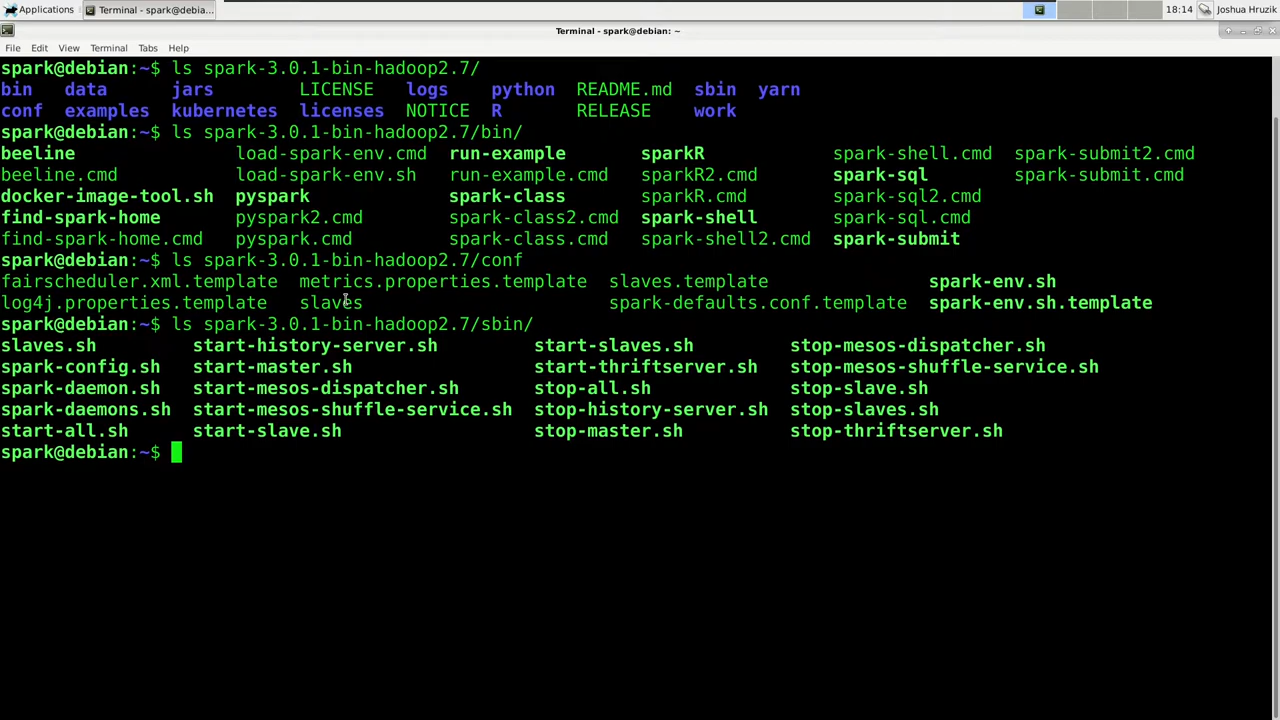 Applications Terminal - spark@debia... 18:14 Joshua Hruzik
Terminal - spark@debian: ~
File Edit View Terminal Tabs Help
spark@debian:~$ ls spark-3.0.1-bin-hadoop2.7/
bin data jars LICENSE logs python README.md sbin yarn
conf examples kubernetes licenses NOTICE R RELEASE work
spark@debian:~$ ls spark-3.0.1-bin-hadoop2.7/bin/
beeline load-spark-env.cmd run-example sparkR spark-shell.cmd spark-submit2.cmd
beeline.cmd load-spark-env.sh run-example.cmd sparkR2.cmd spark-sql spark-submit.cmd
docker-image-tool.sh pyspark spark-class sparkR.cmd spark-sql2.cmd
find-spark-home pyspark2.cmd spark-class2.cmd spark-shell spark-sql.cmd
find-spark-home.cmd pyspark.cmd spark-class.cmd spark-shell2.cmd spark-submit
spark@debian:~$ ls spark-3.0.1-bin-hadoop2.7/conf
fairscheduler.xml.template metrics.properties.template slaves.template spark-env.sh
log4j.properties.template slaves spark-defaults.conf.template spark-env.sh.template
spark@debian:~$ ls spark-3.0.1-bin-hadoop2.7/sbin/
slaves.sh start-history-server.sh start-slaves.sh stop-mesos-dispatcher.sh
spark-config.sh start-master.sh start-thriftserver.sh stop-mesos-shuffle-service.sh
spark-daemon.sh start-mesos-dispatcher.sh stop-all.sh stop-slave.sh
spark-daemons.sh start-mesos-shuffle-service.sh stop-history-server.sh stop-slaves.sh
start-all.sh start-slave.sh stop-master.sh stop-thriftserver.sh
spark@debian:~$